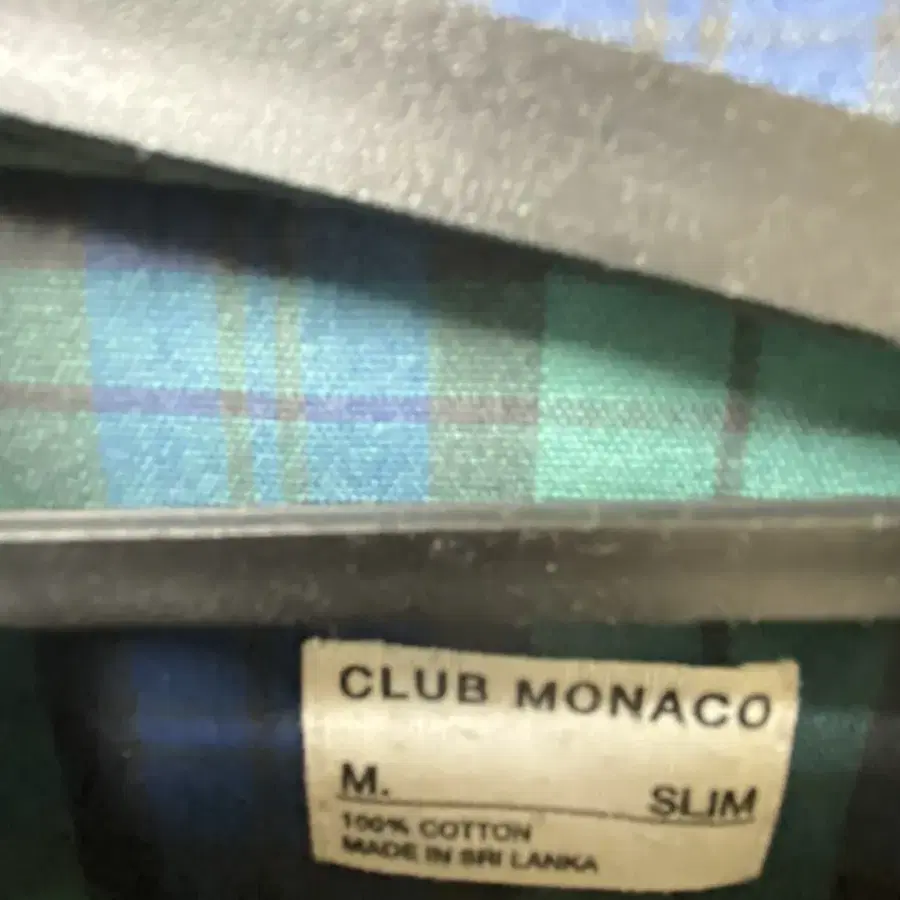 CLUB MONACO
M. SLIM
100% COTTON
MADE IN SRI LANKA